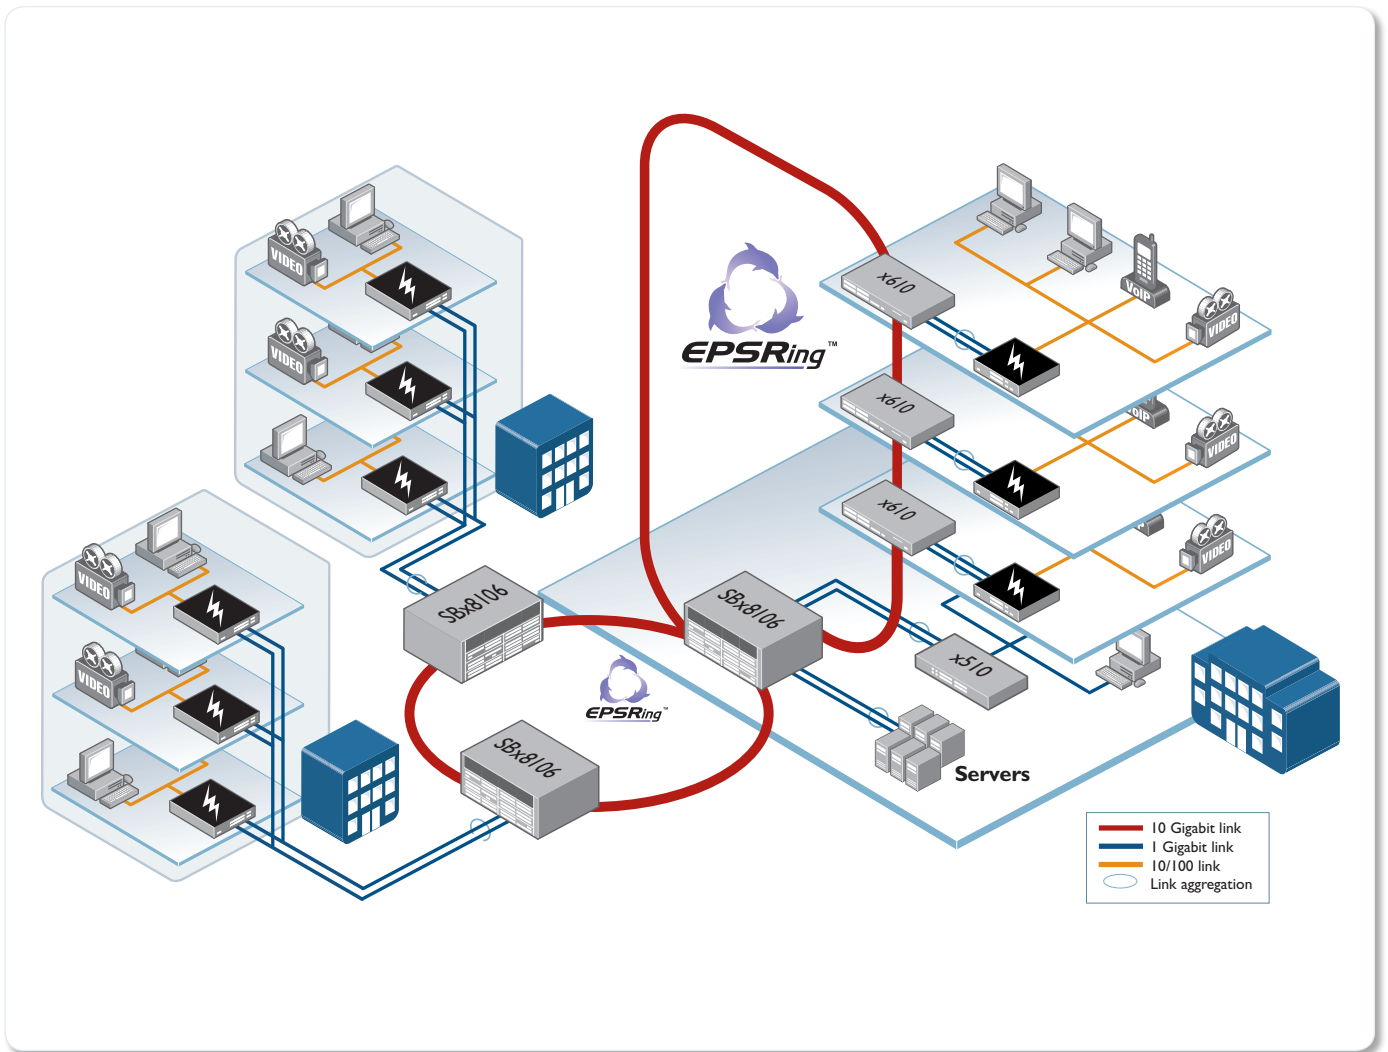 x610
VoIP
VIDEO
VIDEO
EPSRing™
VIDEO
x610
VoIP
VIDEO
x610
VIDEO
SBx8106
SBx8106
x510
VIDEO
VIDEO
EPSRing™
SBx8106
Servers
10 Gigabit link
1 Gigabit link
10/100 link
Link aggregation